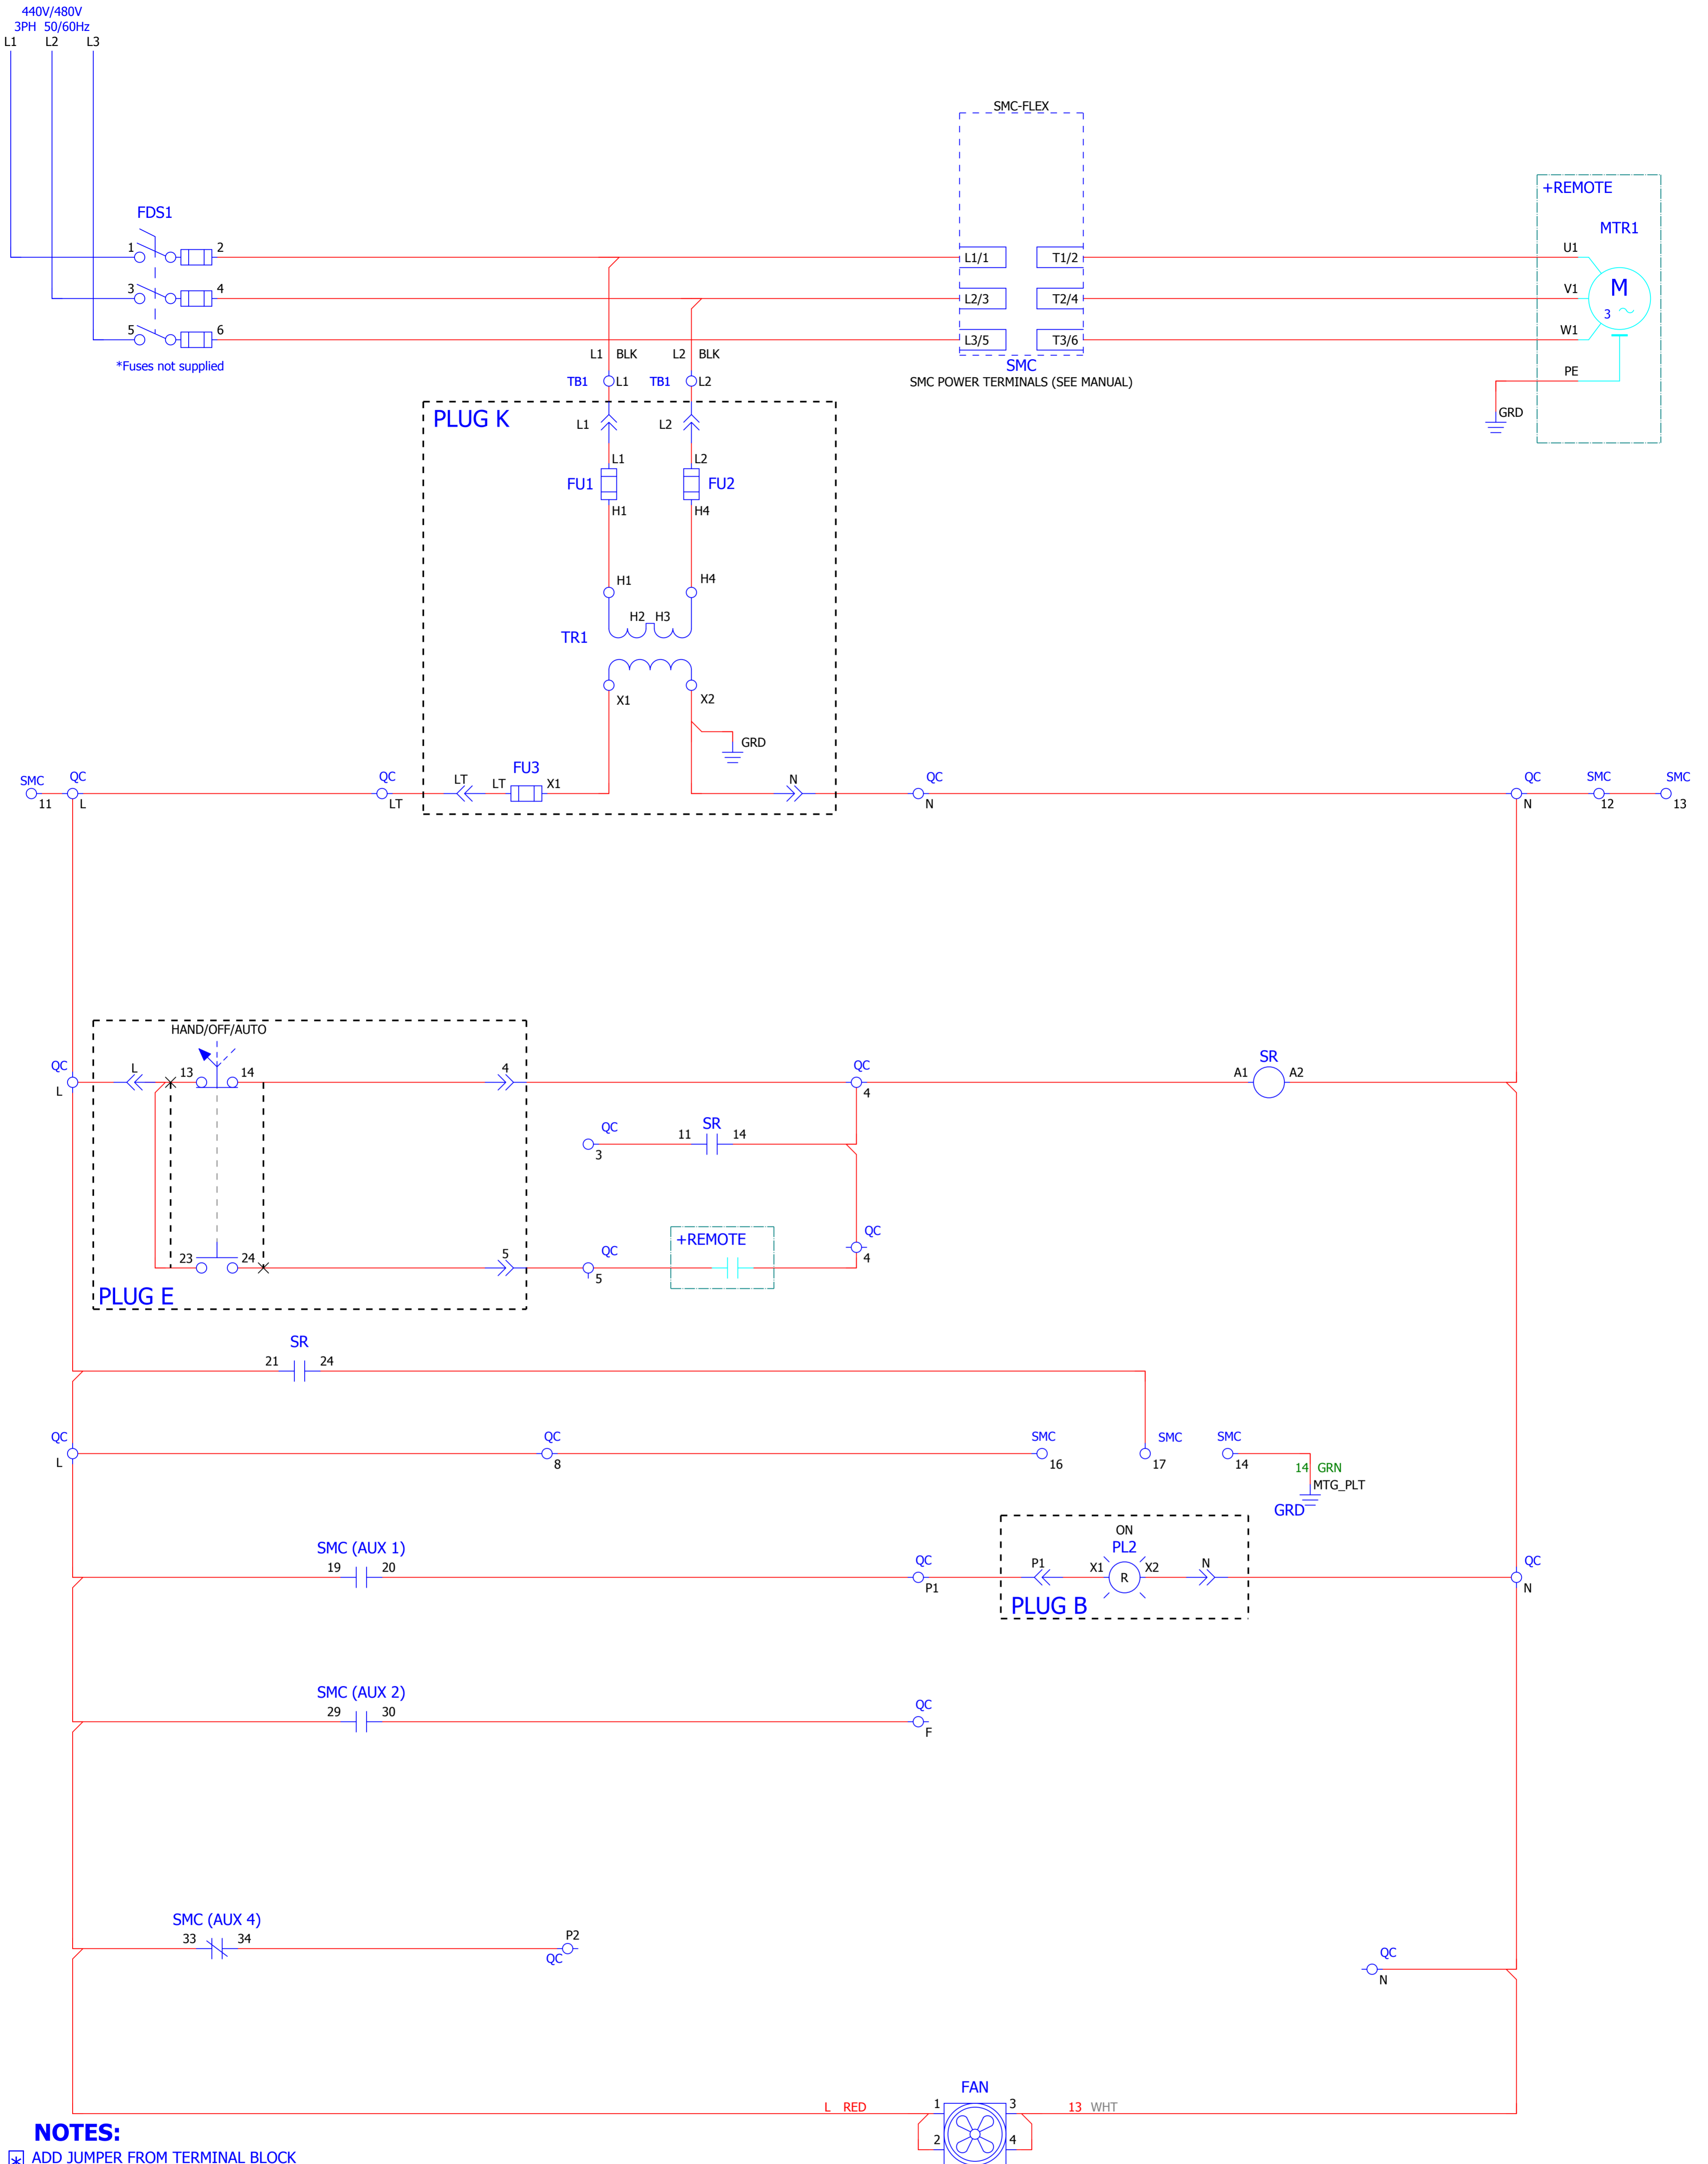 440V/480V
3PH 50/60Hz
L1 L2 L3
SMC-FLEX
+REMOTE
MTR1
FDS1
1 2
3 4
5 6
*Fuses not supplied
L1/1 T1/2
L2/3 T2/4
L3/5 T3/6
SMC
SMC POWER TERMINALS (SEE MANUAL)
U1
V1
W1
PE
M
3
GRD
L1 BLK L2 BLK
TB1 L1 TB1 L2
PLUG K
L1 L2
L1 L2
FU1 FU2
H1 H4
H1 H4
H2 H3
TR1
X1 X2
GRD
SMC QC QC FU3 QC QC SMC SMC
LT LT X1 N
11 L LT N N 12 13
HAND/OFF/AUTO
QC L 13 14 4 QC SR
A1 A2
L 4
QC SR
11 14
3
QC
+REMOTE
23 24 5 QC 4
5
PLUG E
SR
21 24
QC QC SMC SMC SMC
L 8 16 17 14
14 GRN
MTG_PLT
GRD
ON
SMC (AUX 1) PL2
19 20 QC P1 X1 X2 N QC
R
P1 N
PLUG B
SMC (AUX 2)
29 30 QC
F
SMC (AUX 4)
33 34 P2
QC
QC
N
FAN
L RED 1 3 13 WHT
2 4
NOTES:
* ADD JUMPER FROM TERMINAL BLOCK